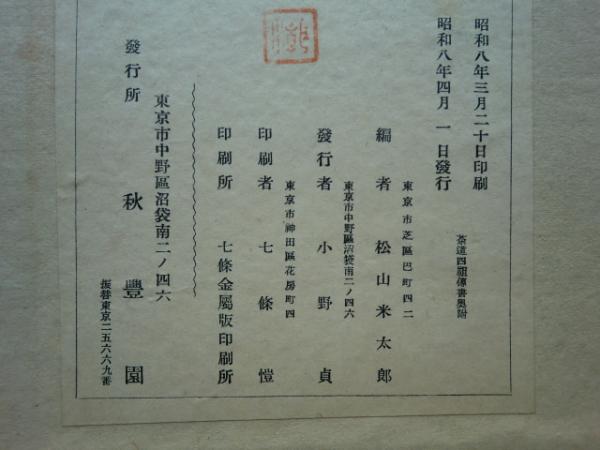 茶道四祖傳書奥附
昭和八年三月二十日印刷
昭和八年四月一日發行
東京市芝區巴町四二
編者 松山米太郎
東京市中野區沼袋南二ノ四六
發行者 小野貞
東京市神田區花房町四
印刷者 七條愷
印刷所 七條金屬版印刷所
東京市中野區沼袋南二ノ四六
發行所 秋豐園
振替東京二五六六九番